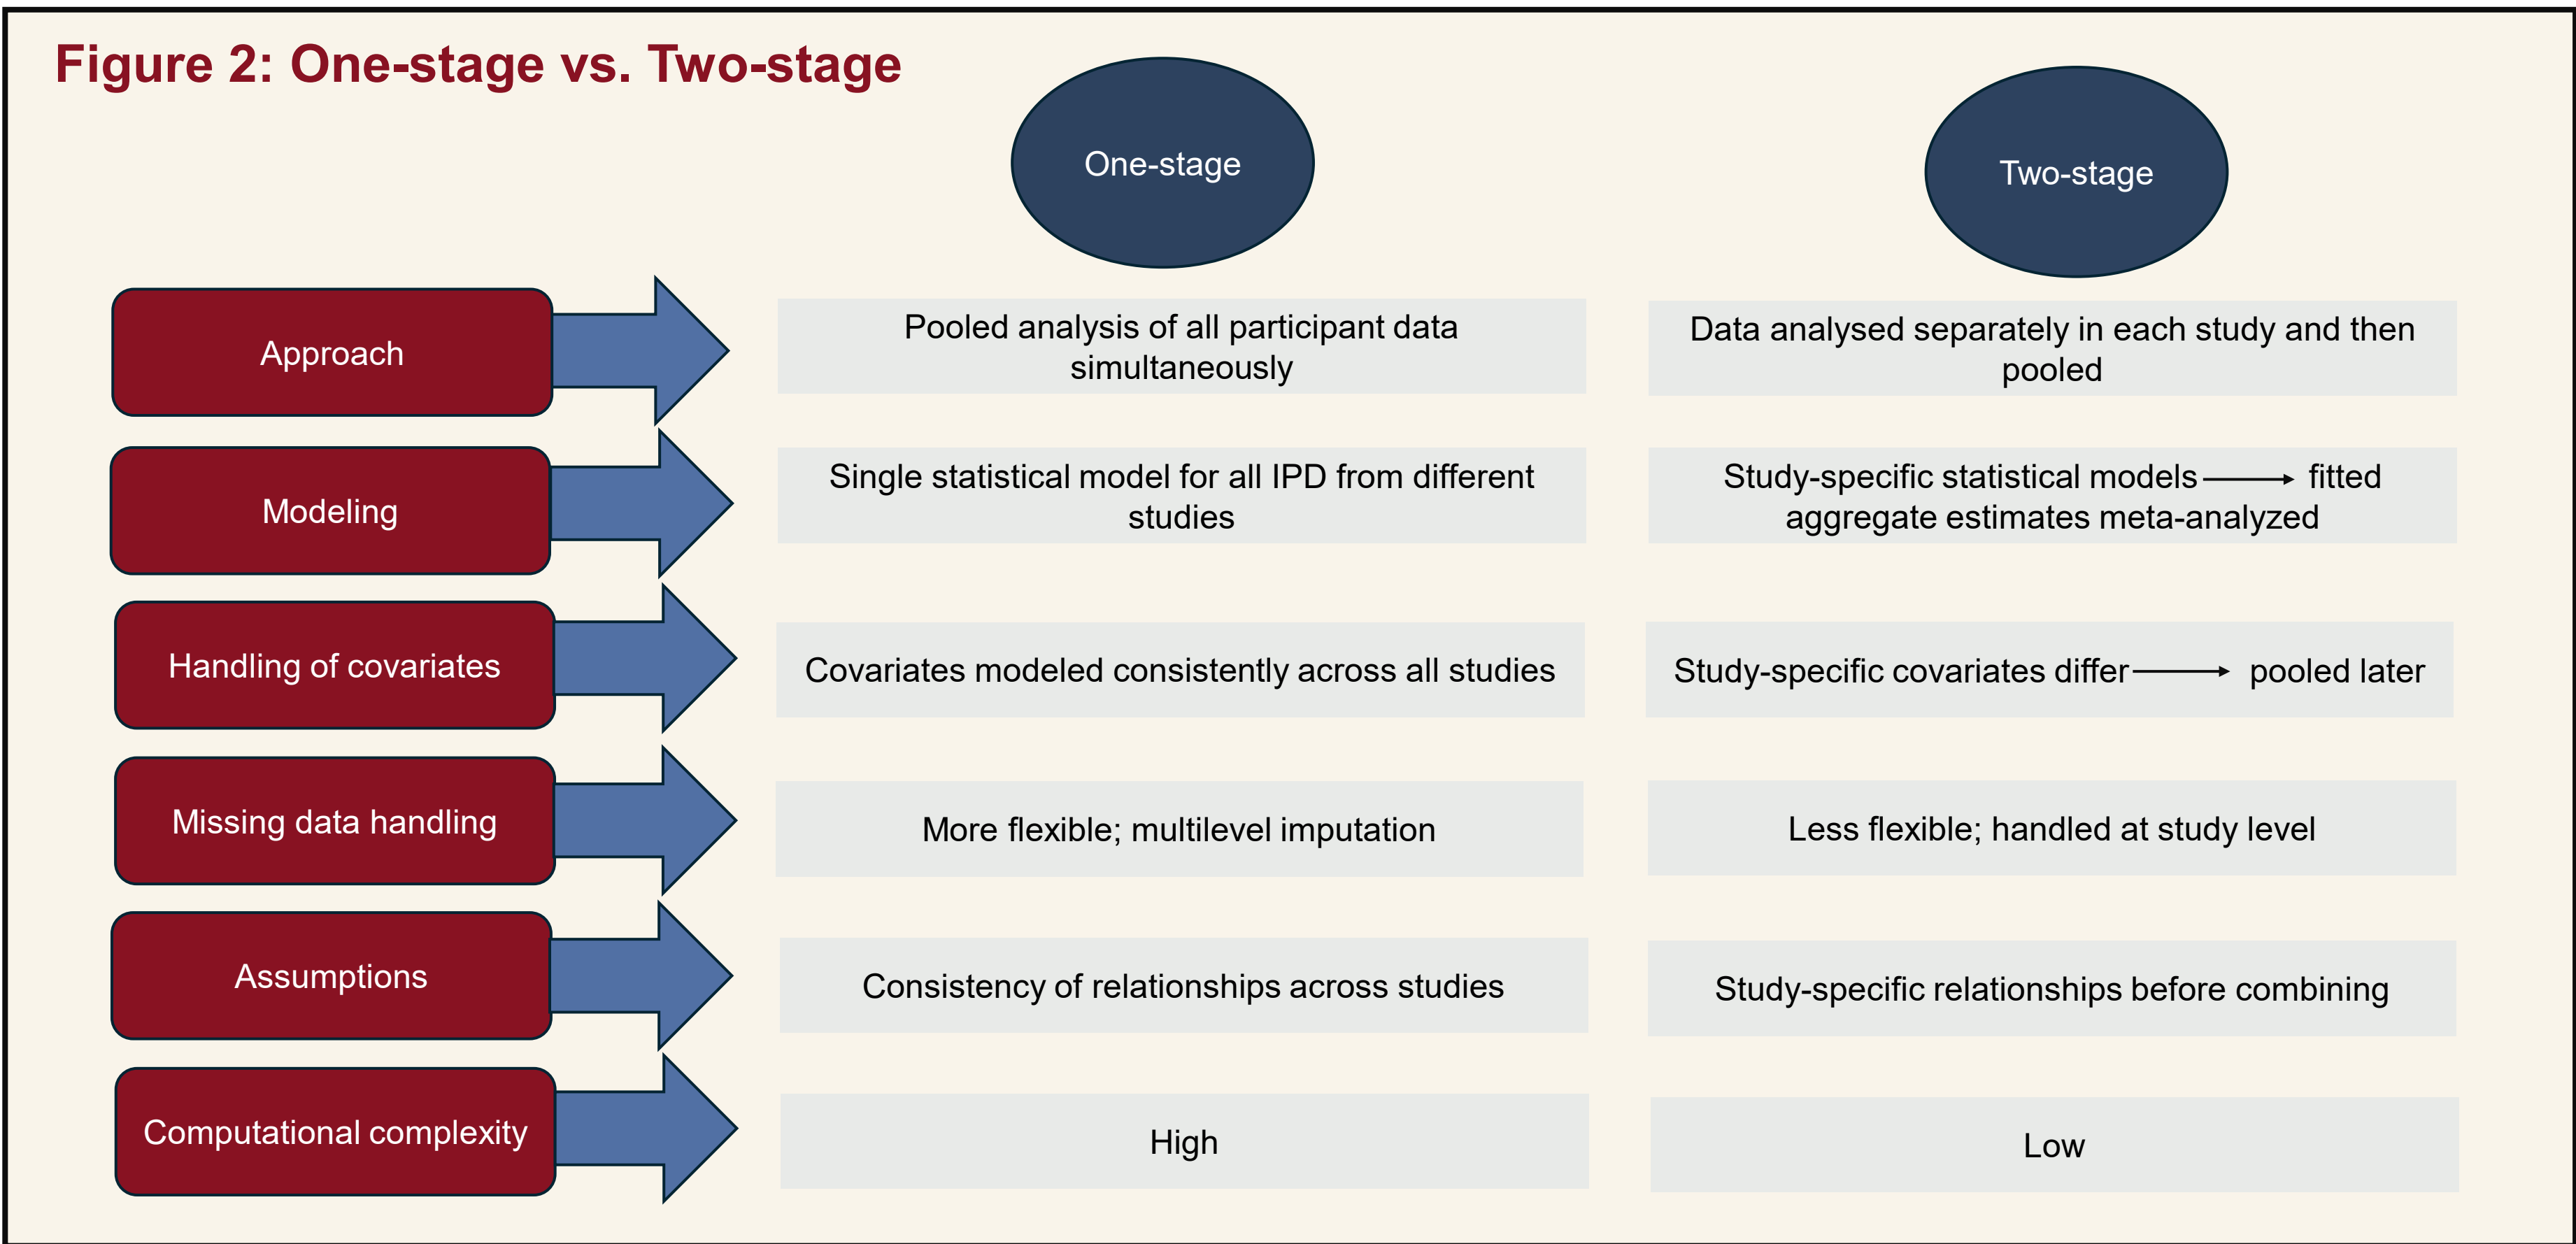 Figure 2: One-stage vs. Two-stage
One-stage
Two-stage
Approach
Pooled analysis of all participant data
simultaneously
Data analysed separately in each study and then
pooled
Modeling
Single statistical model for all IPD from different
studies
Study-specific statistical models fitted
aggregate estimates meta-analyzed
Handling of covariates
Covariates modeled consistently across all studies
Study-specific covariates differ pooled later
Missing data handling
More flexible; multilevel imputation
Less flexible; handled at study level
Assumptions
Consistency of relationships across studies
Study-specific relationships before combining
Computational complexity
High
Low